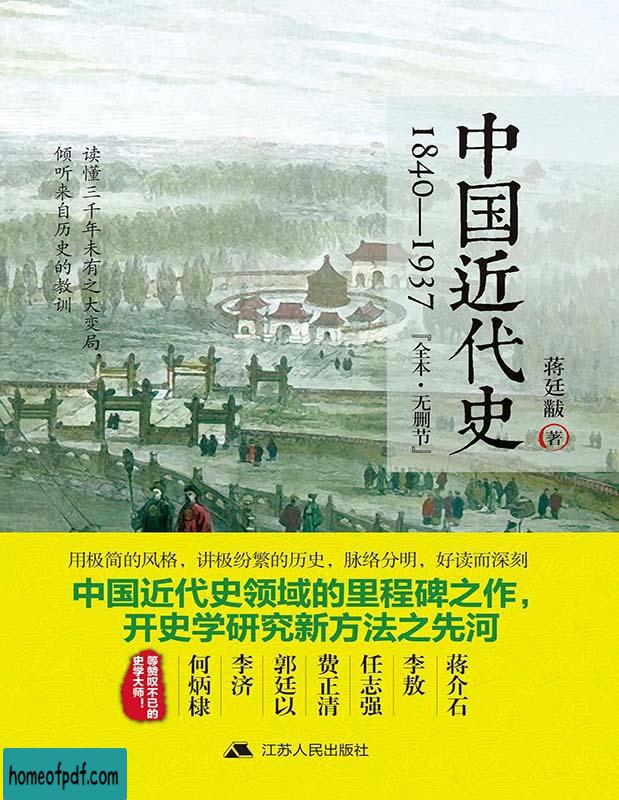 中国近代史
1840—1937
『全本·无删节』
蒋廷黻
著
读懂三千年未有之大变局,
倾听来自历史的教训
用极简的风格，讲极纷繁的历史，脉络分明，好读而深刻
中国近代史领域的里程碑之作，
开史学研究新方法之先河
蒋介石
李敖
任志强
费正清
郭廷以
李济
何炳棣
等赞叹不已的
史学大师！
江苏人民出版社
homeofpdf.com